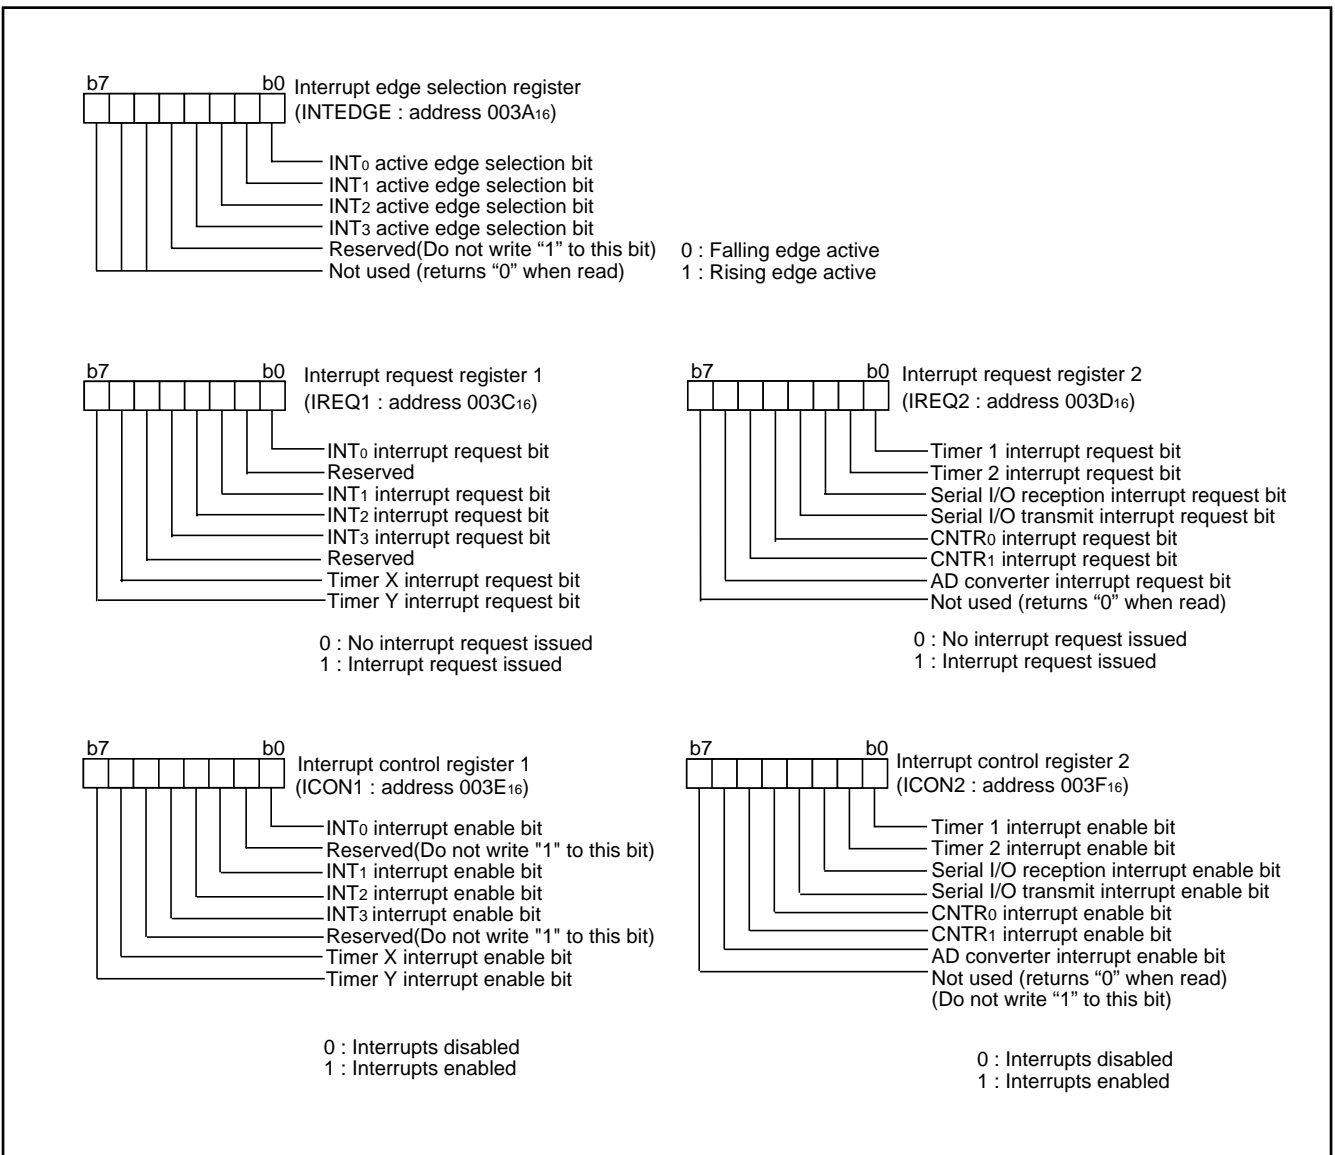 b7 b0 Interrupt edge selection register
(INTEDGE : address 003A16)
INT0 active edge selection bit
INT1 active edge selection bit
INT2 active edge selection bit
INT3 active edge selection bit
Reserved(Do not write “1” to this bit)
Not used (returns “0” when read)
0 : Falling edge active
1 : Rising edge active
b7 b0 Interrupt request register 1
(IREQ1 : address 003C16)
INT0 interrupt request bit
Reserved
INT1 interrupt request bit
INT2 interrupt request bit
INT3 interrupt request bit
Reserved
Timer X interrupt request bit
Timer Y interrupt request bit
0 : No interrupt request issued
1 : Interrupt request issued
b7 b0 Interrupt request register 2
(IREQ2 : address 003D16)
Timer 1 interrupt request bit
Timer 2 interrupt request bit
Serial I/O reception interrupt request bit
Serial I/O transmit interrupt request bit
CNTR0 interrupt request bit
CNTR1 interrupt request bit
AD converter interrupt request bit
Not used (returns “0” when read)
0 : No interrupt request issued
1 : Interrupt request issued
b7 b0 Interrupt control register 1
(ICON1 : address 003E16)
INT0 interrupt enable bit
Reserved(Do not write "1" to this bit)
INT1 interrupt enable bit
INT2 interrupt enable bit
INT3 interrupt enable bit
Reserved(Do not write "1" to this bit)
Timer X interrupt enable bit
Timer Y interrupt enable bit
0 : Interrupts disabled
1 : Interrupts enabled
b7 b0 Interrupt control register 2
(ICON2 : address 003F16)
Timer 1 interrupt enable bit
Timer 2 interrupt enable bit
Serial I/O reception interrupt enable bit
Serial I/O transmit interrupt enable bit
CNTR0 interrupt enable bit
CNTR1 interrupt enable bit
AD converter interrupt enable bit
Not used (returns “0” when read)
(Do not write “1” to this bit)
0 : Interrupts disabled
1 : Interrupts enabled